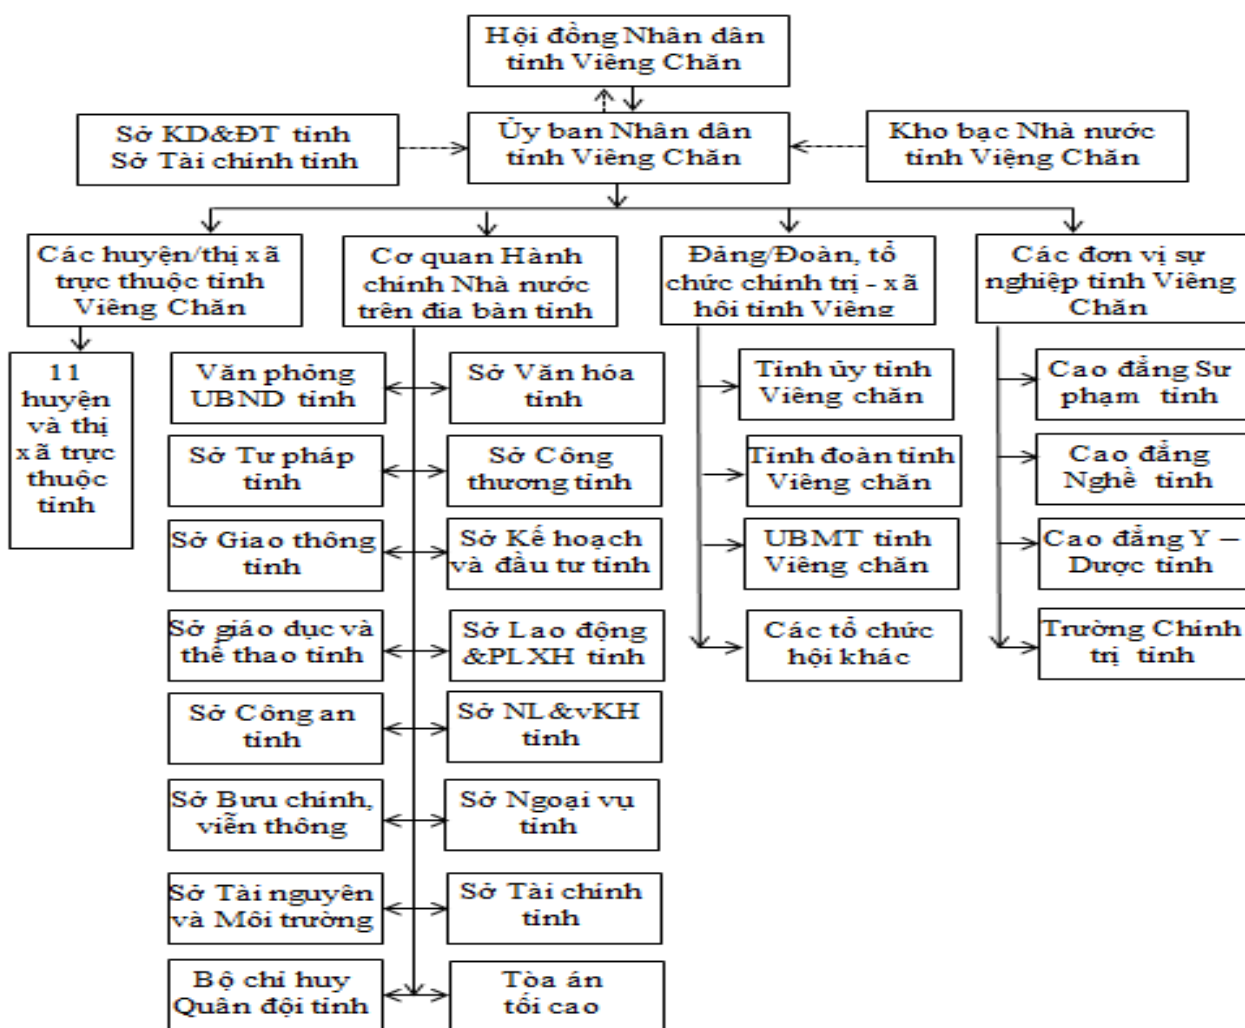 Hội đồng Nhân dân
tỉnh Viêng Chăn
Sở KD&ĐT tỉnh
Sở Tài chính tỉnh
Ủy ban Nhân dân
tỉnh Viêng Chăn
Kho bạc Nhà nước
tỉnh Viêng Chăn
Các huyện/thị xã
trực thuộc tỉnh
Viêng Chăn
Cơ quan Hành
chính Nhà nước
trên địa bàn tỉnh
Đảng/Đoàn, tổ
chức chính trị - xã
hội tỉnh Viêng
Các đơn vị sự
nghiệp tỉnh Viêng
Chăn
11
huyện
và thị
xã trực
thuộc
tỉnh
Văn phòng
UBND tỉnh
Sở Văn hóa
tỉnh
Sở Tư pháp
tỉnh
Sở Công
thương tỉnh
Sở Giao thông
tỉnh
Sở Kế hoạch
và đầu tư tỉnh
Sở giáo dục và
thể thao tỉnh
Sở Lao động
&PLXH tỉnh
Sở Công an
tỉnh
Sở NL&vKH
tỉnh
Sở Bưu chính,
viễn thông
Sở Ngoại vụ
tỉnh
Sở Tài nguyên
và Môi trường
Sở Tài chính
tỉnh
Bộ chỉ huy
Quân đội tỉnh
Tòa án
tối cao
Tỉnh ủy tỉnh
Viêng chăn
Tỉnh đoàn tỉnh
Viêng chăn
UBMT tỉnh
Viêng chăn
Các tổ chức
hội khác
Cao đẳng Sư
phạm tỉnh
Cao đẳng
Nghề tỉnh
Cao đẳng Y –
Dược tỉnh
Trường Chính
trị tỉnh